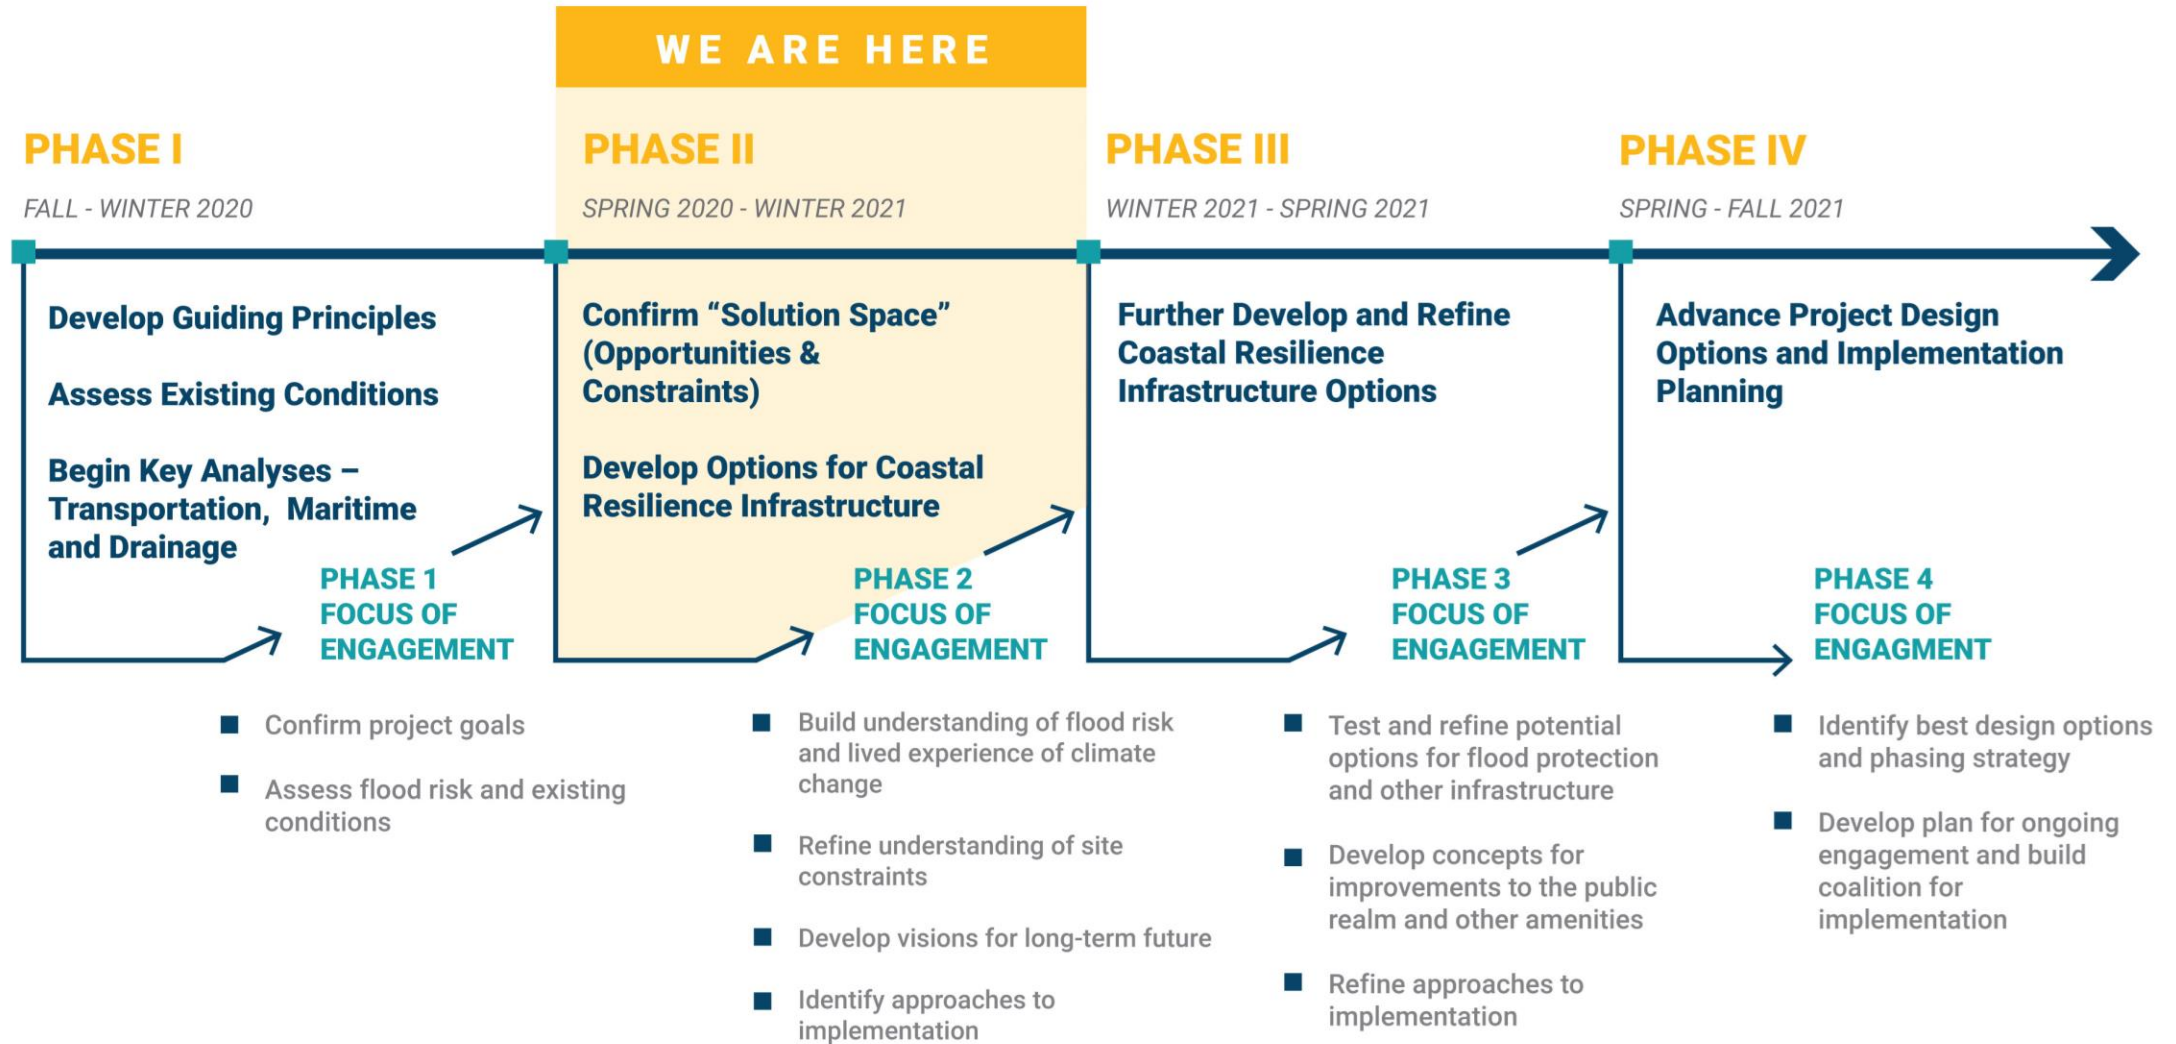 WE ARE HERE
PHASE I
FALL - WINTER 2020
Develop Guiding Principles
Assess Existing Conditions
Begin Key Analyses –
Transportation, Maritime
and Drainage
PHASE 1
FOCUS OF
ENGAGEMENT
Confirm project goals
Assess flood risk and existing
conditions
PHASE II
SPRING 2020 - WINTER 2021
Confirm “Solution Space”
(Opportunities &
Constraints)
Develop Options for Coastal
Resilience Infrastructure
PHASE 2
FOCUS OF
ENGAGEMENT
Build understanding of flood risk
and lived experience of climate
change
Refine understanding of site
constraints
Develop visions for long-term future
Identify approaches to
implementation
PHASE III
WINTER 2021 - SPRING 2021
Further Develop and Refine
Coastal Resilience
Infrastructure Options
PHASE 3
FOCUS OF
ENGAGEMENT
Test and refine potential
options for flood protection
and other infrastructure
Develop concepts for
improvements to the public
realm and other amenities
Refine approaches to
implementation
PHASE IV
SPRING - FALL 2021
Advance Project Design
Options and Implementation
Planning
PHASE 4
FOCUS OF
ENGAGMENT
Identify best design options
and phasing strategy
Develop plan for ongoing
engagement and build
coalition for
implementation